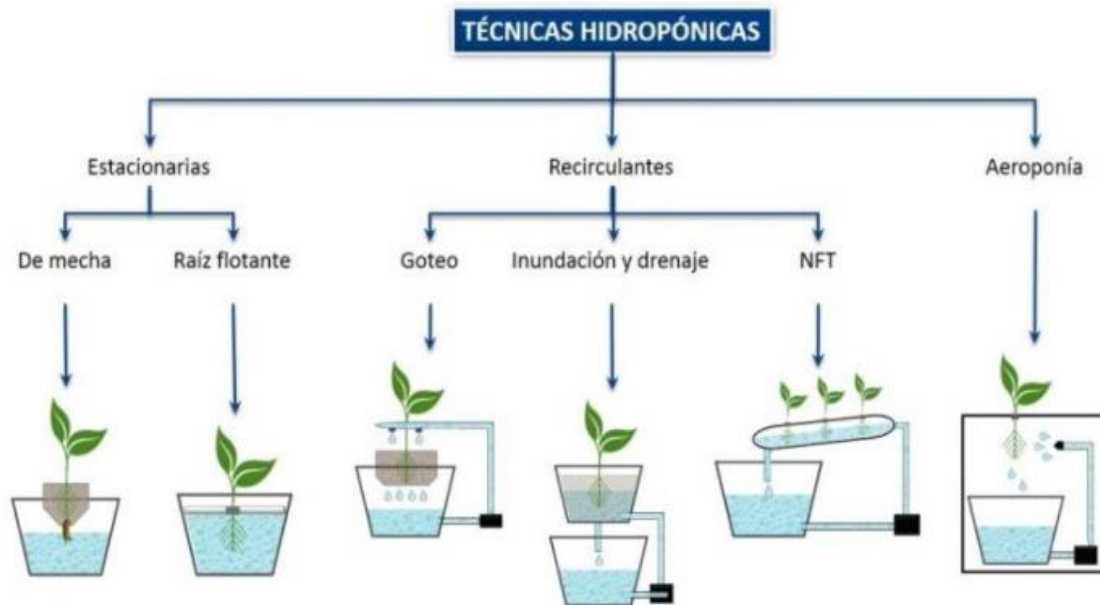 TÉCNICAS HIDROPÓNICAS
Estacionarias
Recirculantes
Aeroponía
De mecha
Raíz flotante
Goteo
Inundación y drenaje
NFT